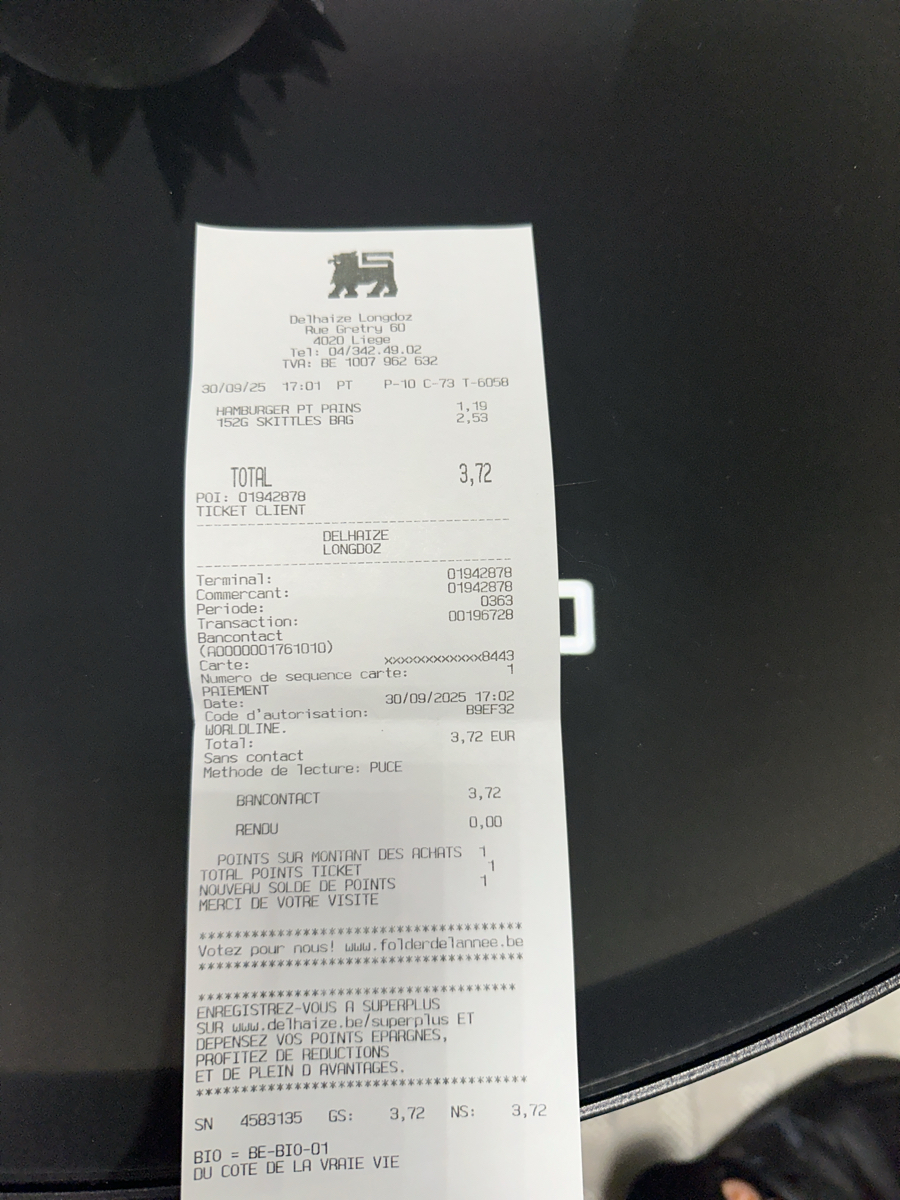 Delhaize Longdoz
Rue Gretry 60
4020 Liege
Tel: 04/342.49.02
TVA: BE 1007 962 632
30/09/25 17:01 PT P-10 C-73 T-6058
HAMBURGER PT PAINS 1,19
152G SKITTLES BAG 2,53
TOTAL 3,72
POI: 01942878
TICKET CLIENT
DELHAIZE
LONGDOZ
Terminal: 01942878
Commercant: 01942878
Periode: 0363
Transaction: 00196728
Bancontact
(A0000001761010)
Carte: xxxxxxxxxxxxx8443
Numero de sequence carte: 1
PAIEMENT
Date: 30/09/2025 17:02
Code d'autorisation: B9EF32
WORLDLINE.
Total: 3,72 EUR
Sans contact
Methode de lecture: PUCE
BANCONTACT 3,72
RENDU 0,00
POINTS SUR MONTANT DES ACHATS 1
TOTAL POINTS TICKET 1
NOUVEAU SOLDE DE POINTS 1
MERCI DE VOTRE VISITE
************************************
Votez pour nous! www.folderdelannee.be
************************************
************************************
ENREGISTREZ-VOUS A SUPERPLUS
SUR www.delhaize.be/superplus ET
DEPENSEZ VOS POINTS EPARGNES,
PROFITEZ DE REDUCTIONS
ET DE PLEIN D AVANTAGES.
************************************
SN 4583135 GS: 3,72 NS: 3,72
BIO = BE-BIO-01
DU COTE DE LA VRAIE VIE